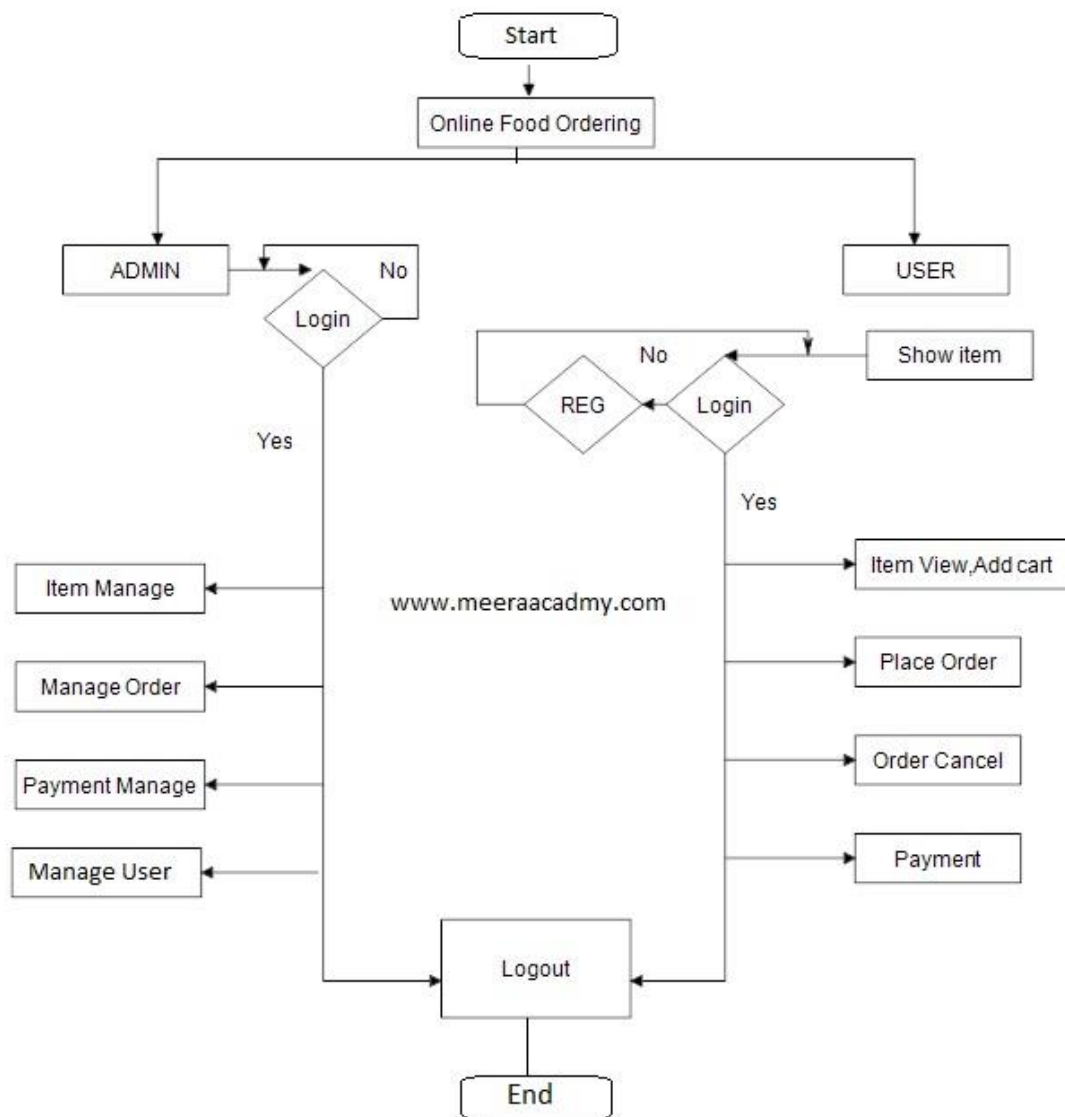 Start
Online Food Ordering
ADMIN
No
USER
Login
No
Show item
REG
Login
Yes
Yes
Item View,Add cart
Item Manage
www.meeraacadmy.com
Place Order
Manage Order
Order Cancel
Payment Manage
Payment
Manage User
Logout
End